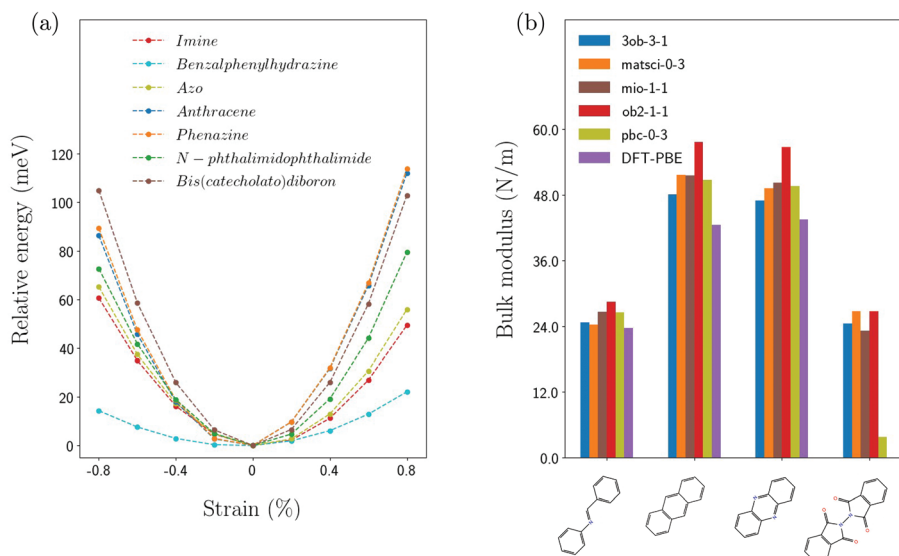 (a)
Imine
Benzalphenylhydrazine
Azo
Anthracene
Phenazine
N − phthalimidophthalimide
Bis(catecholato)diboron
Relative energy (meV)
120
100
80
60
40
20
0
-0.8
-0.4
0
0.4
0.8
Strain (%)
(b)
3ob-3-1
matsci-0-3
mio-1-1
ob2-1-1
pbc-0-3
DFT-PBE
Bulk modulus (N/m)
60.0
48.0
36.0
24.0
12.0
0.0